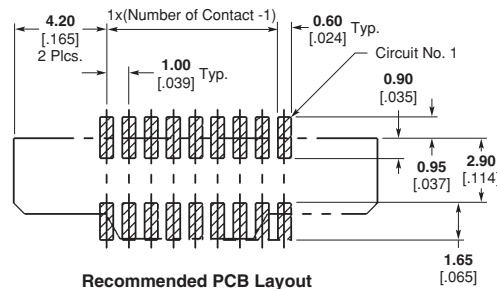 4.20
[.165]
2 Plcs.
1x(Number of Contact -1)
0.60
[.024]
Typ.
1.00
[.039]
Typ.
Circuit No. 1
0.90
[.035]
0.95
[.037]
2.90
[.114]
1.65
[.065]
Recommended PCB Layout